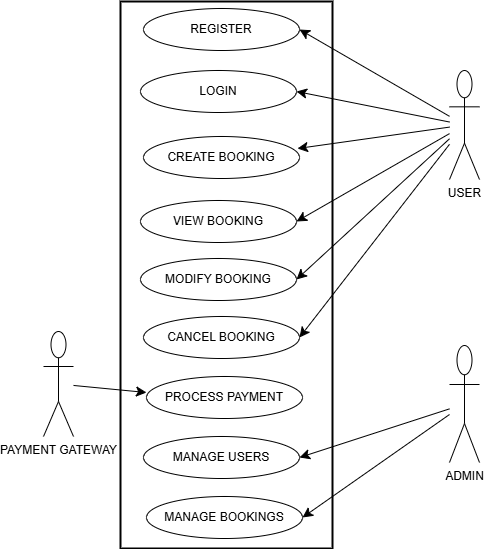 REGISTER
LOGIN
CREATE BOOKING
USER
VIEW BOOKING
MODIFY BOOKING
CANCEL BOOKING
PROCESS PAYMENT
PAYMENT GATEWAY
MANAGE USERS
ADMIN
MANAGE BOOKINGS